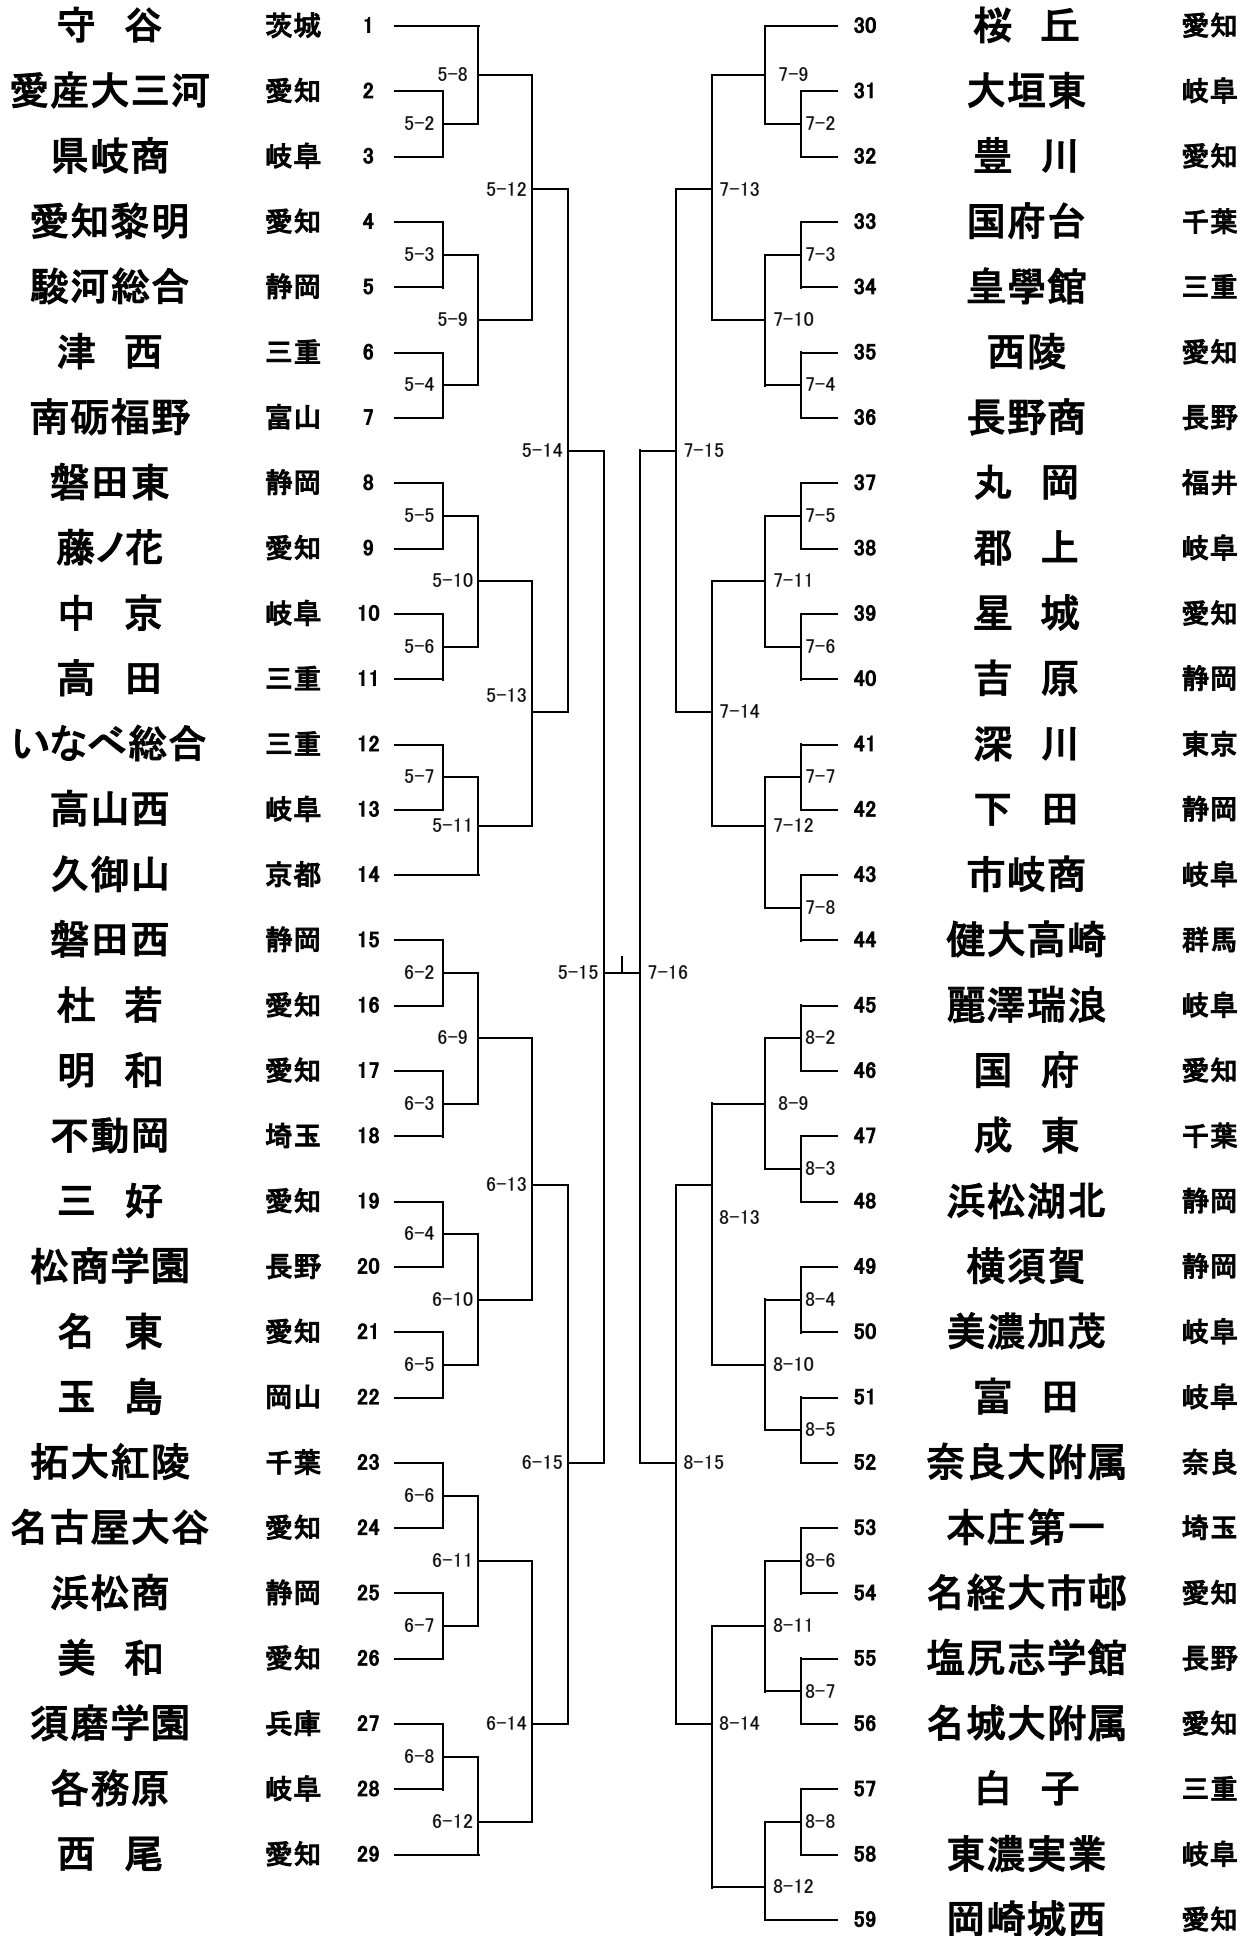 守 谷 茨城 1
愛産大三河 愛知 2
県岐商 岐阜 3
愛知黎明 愛知 4
駿河総合 静岡 5
津 西 三重 6
南砺福野 富山 7
磐田東 静岡 8
藤ノ花 愛知 9
中 京 岐阜 10
高 田 三重 11
いなべ総合 三重 12
高山西 岐阜 13
久御山 京都 14
磐田西 静岡 15
杜 若 愛知 16
明 和 愛知 17
不動岡 埼玉 18
三 好 愛知 19
松商学園 長野 20
名 東 愛知 21
玉 島 岡山 22
拓大紅陵 千葉 23
名古屋大谷 愛知 24
浜松商 静岡 25
美 和 愛知 26
須磨学園 兵庫 27
各務原 岐阜 28
西 尾 愛知 29
5-8
5-2
5-12
5-3
5-9
5-4
5-14
5-5
5-10
5-6
5-13
5-7
5-11
5-15
6-2
6-9
6-3
6-13
6-4
6-10
6-5
6-15
6-6
6-11
6-7
6-14
6-8
6-12
7-9
7-2
7-13
7-3
7-10
7-4
7-15
7-5
7-11
7-6
7-14
7-7
7-12
7-8
7-16
8-2
8-9
8-3
8-13
8-4
8-10
8-5
8-15
8-6
8-11
8-7
8-14
8-8
8-12
30 桜 丘 愛知
31 大垣東 岐阜
32 豊 川 愛知
33 国府台 千葉
34 皇學館 三重
35 西陵 愛知
36 長野商 長野
37 丸 岡 福井
38 郡 上 岐阜
39 星 城 愛知
40 吉 原 静岡
41 深 川 東京
42 下 田 静岡
43 市岐商 岐阜
44 健大高崎 群馬
45 麗澤瑞浪 岐阜
46 国 府 愛知
47 成 東 千葉
48 浜松湖北 静岡
49 横須賀 静岡
50 美濃加茂 岐阜
51 富 田 岐阜
52 奈良大附属 奈良
53 本庄第一 埼玉
54 名経大市邨 愛知
55 塩尻志学館 長野
56 名城大附属 愛知
57 白 子 三重
58 東濃実業 岐阜
59 岡崎城西 愛知